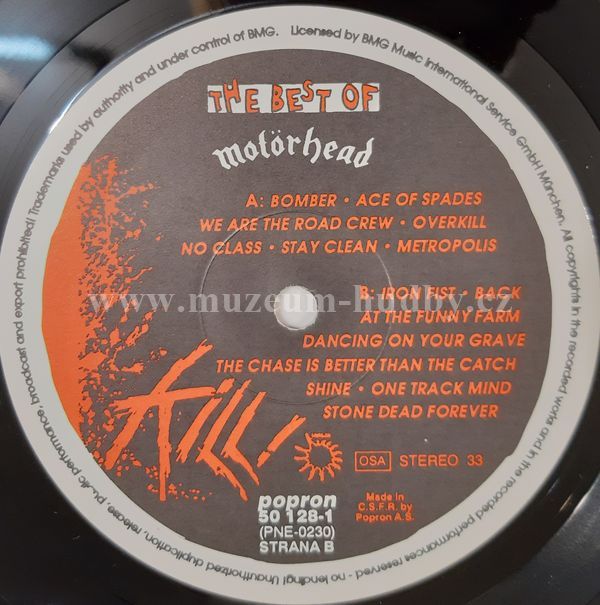 THE BEST OF
motörhead
A: BOMBER • ACE OF SPADES
WE ARE THE ROAD CREW • OVERKILL
NO CLASS • STAY CLEAN • METROPOLIS
B: IRON FIST • BACK
AT THE FUNNY FARM
DANCING ON YOUR GRAVE
THE CHASE IS BETTER THAN THE CATCH
SHINE • ONE TRACK MIND
STONE DEAD FOREVER
KILL!
OSA STEREO 33
popron
50 128-1
(PNE-0230)
STRANA B
Made in
C.S.F.R. by
Popron A.S.
Trademarks used by authority and under control of BMG. Licensed by BMG Music International Service GmbH München. All copyrights in the recorded works and in the recorded performances reserved - no lending! Unauthorized duplication, release, public performance, broadcast and export prohibited!
www.muzeum-hudby.cz